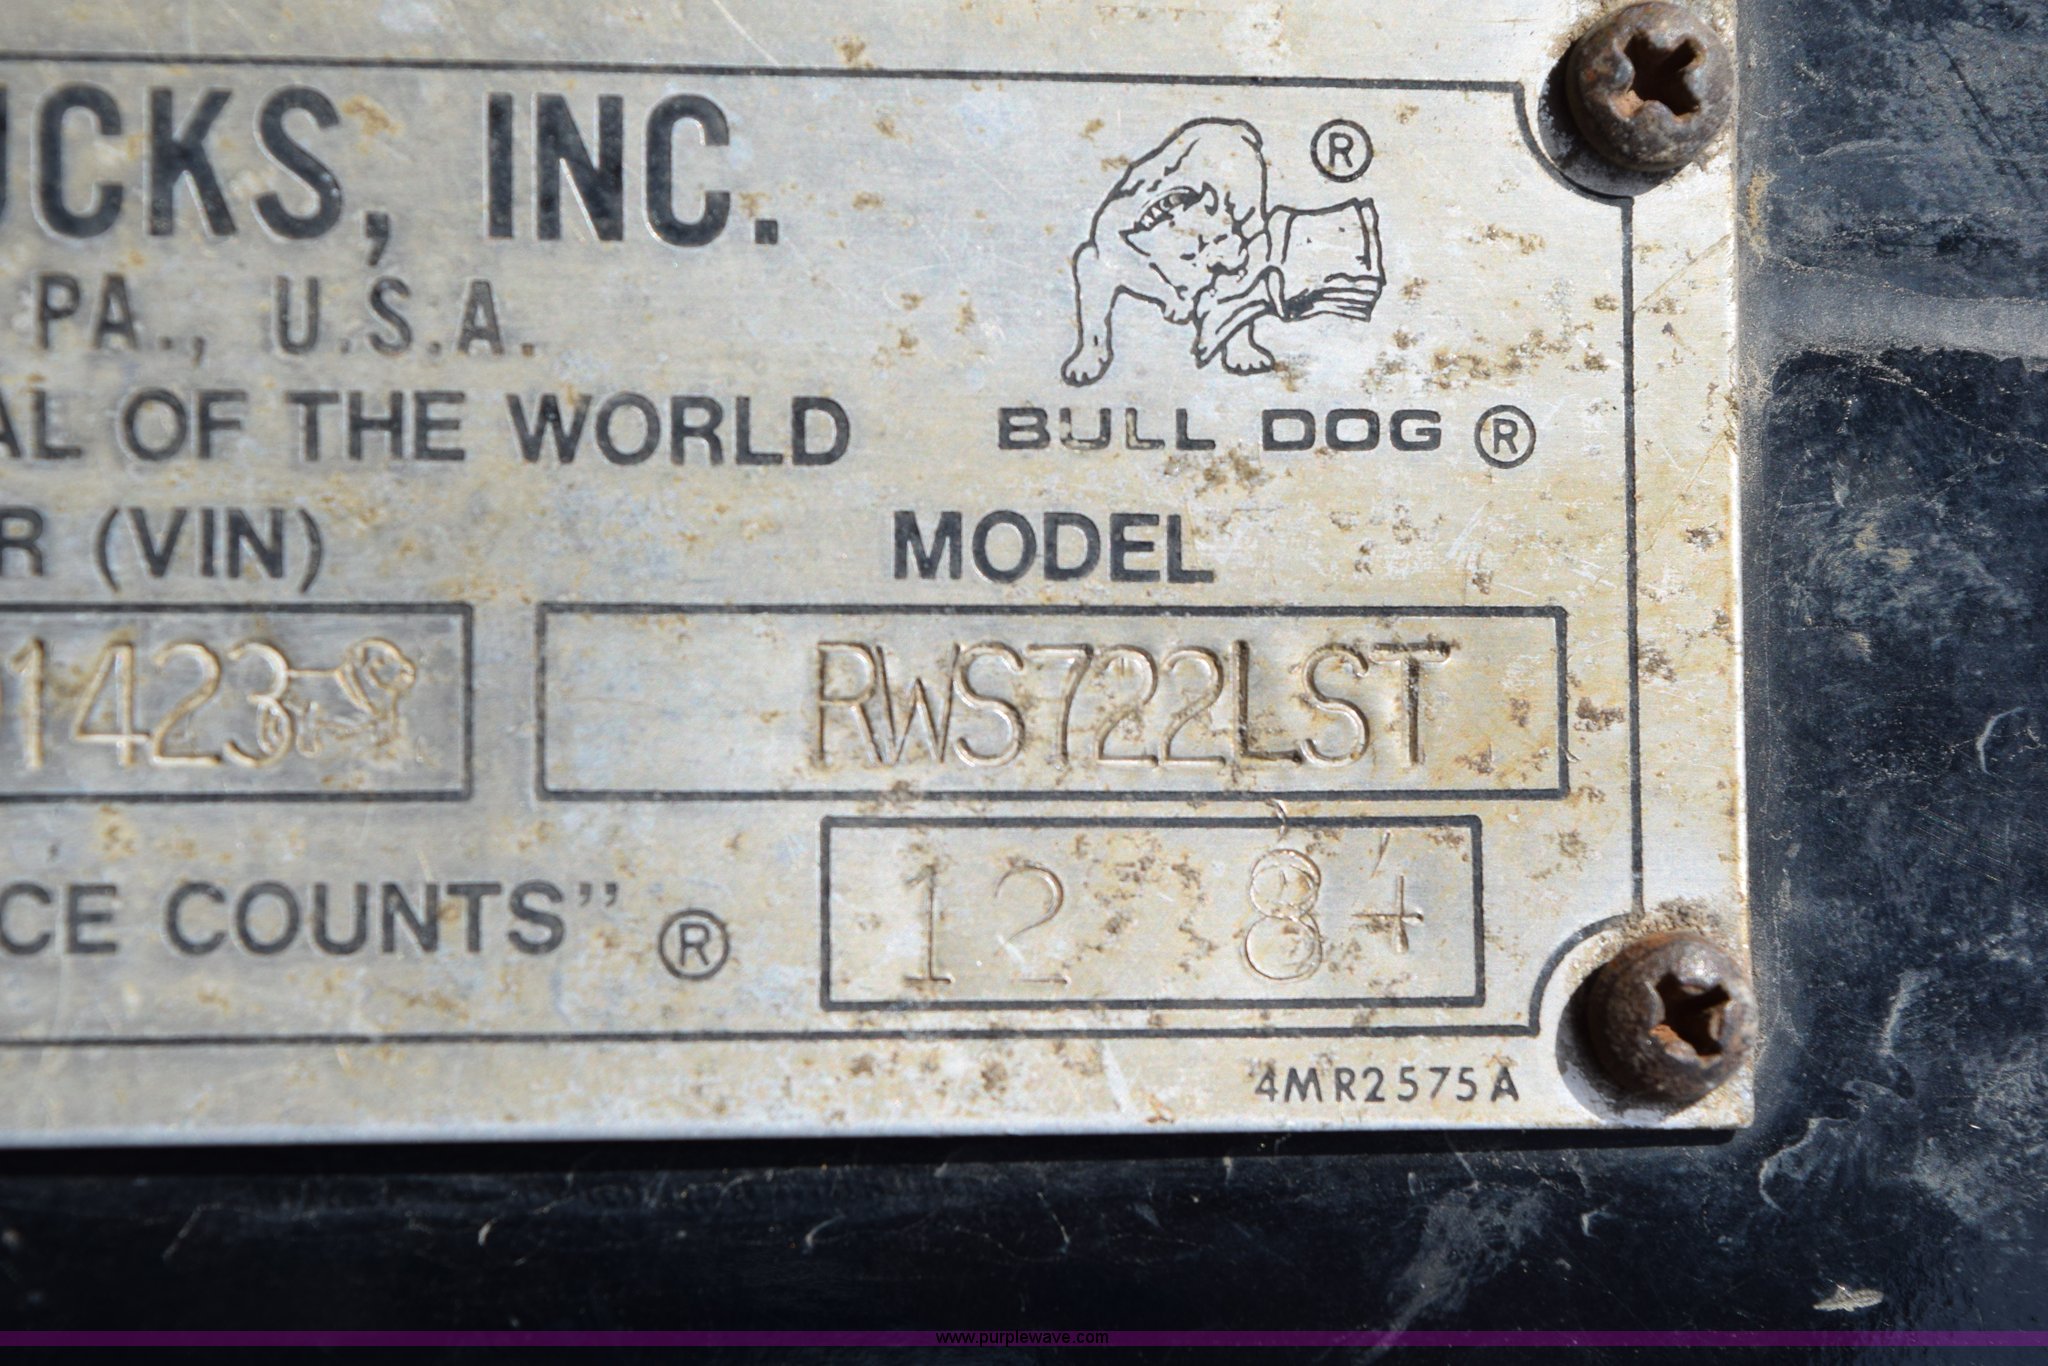 UCKS, INC. ®
PA., U.S.A.
AL OF THE WORLD BULL DOG ®
R (VIN) MODEL
1423 RWS722LST
CE COUNTS" ® 12 84
4MR2575A
www.purplewave.com